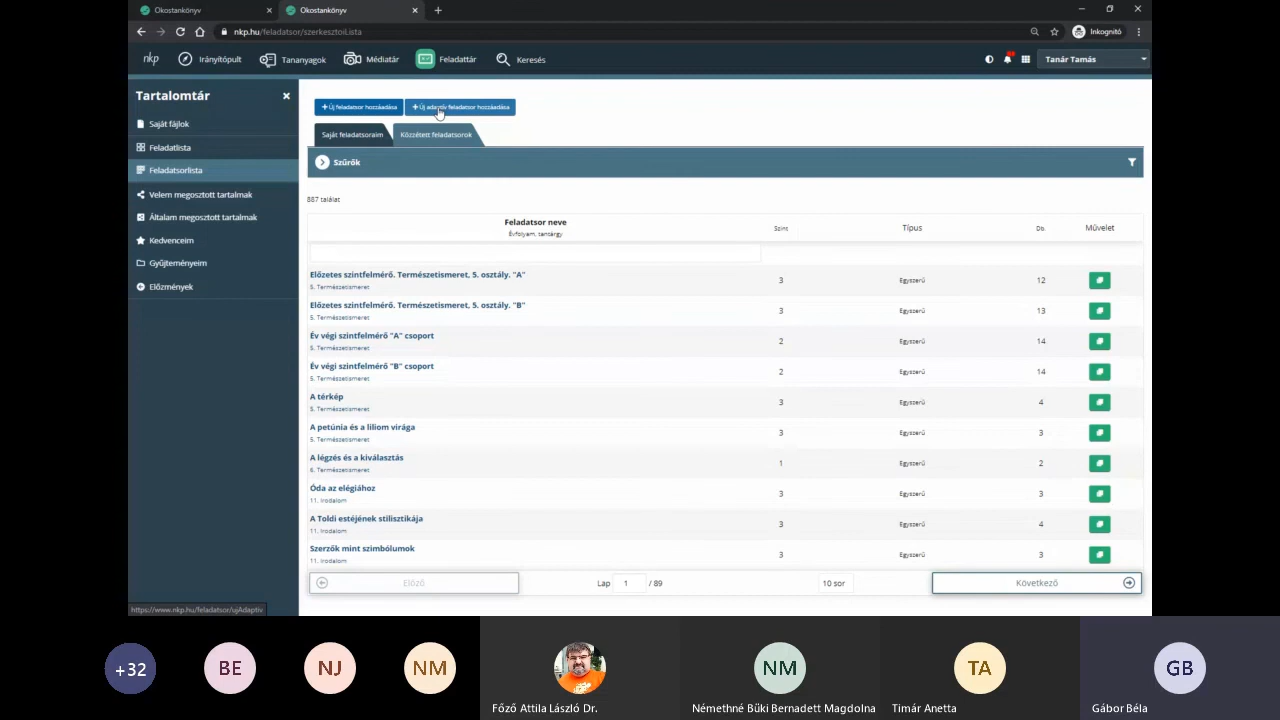 Okostankönyv
Okostankönyv
nkp.hu/feladatsor/szerkesztoiLista
Inkognitó
nkp
Irányítópult
Tananyagok
Médiatár
Feladattár
Keresés
Tanár Tamás
Tartalomtár
Saját fájlok
Feladatlista
Feladatsorlista
Velem megosztott tartalmak
Általam megosztott tartalmak
Kedvenceim
Gyűjteményeim
Előzmények
+ Új feladatsor hozzáadása
+ Új adaptív feladatsor hozzáadása
Saját feladatsoraim
Közzétett feladatsorok
Szűrők
887 találat
Feladatsor neve
Évfolyam, tantárgy
Szint
Típus
Db.
Művelet
Előzetes szintfelmérő. Természetismeret, 5. osztály. "A"
5. Természetismeret
3
Egyszerű
12
Előzetes szintfelmérő. Természetismeret, 5. osztály. "B"
5. Természetismeret
3
Egyszerű
13
Év végi szintfelmérő "A" csoport
5. Természetismeret
2
Egyszerű
14
Év végi szintfelmérő "B" csoport
5. Természetismeret
2
Egyszerű
14
A térkép
5. Természetismeret
3
Egyszerű
4
A petúnia és a liliom virága
5. Természetismeret
3
Egyszerű
3
A légzés és a kiválasztás
6. Természetismeret
1
Egyszerű
2
Óda az elégiához
11. Irodalom
3
Egyszerű
3
A Toldi estéjének stilisztikája
11. Irodalom
3
Egyszerű
4
Szerzők mint szimbólumok
11. Irodalom
3
Egyszerű
3
Előző
Lap 1 / 89
10 sor
Következő
https://www.nkp.hu/feladatsor/ujAdaptiv
+32
BE
NJ
NM
NM
TA
GB
Főző Attila László Dr.
Némethné Büki Bernadett Magdolna
Timár Anetta
Gábor Béla